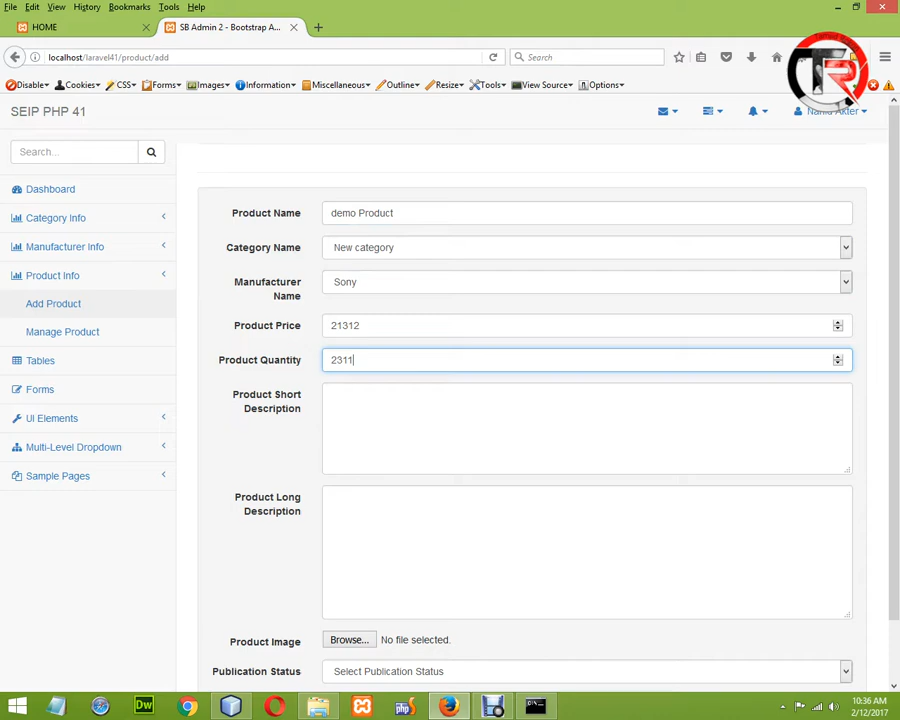 File Edit View History Bookmarks Tools Help
HOME
SB Admin 2 - Bootstrap A...
localhost/laravel41/product/add
Search
Disable Cookies CSS Forms Images Information Miscellaneous Outline Resize Tools View Source Options
SEIP PHP 41
Nahid Akter
Search...
Dashboard
Category Info
Manufacturer Info
Product Info
Add Product
Manage Product
Tables
Forms
UI Elements
Multi-Level Dropdown
Sample Pages
Product Name
demo Product
Category Name
New category
Manufacturer
Name
Sony
Product Price
21312
Product Quantity
2311
Product Short
Description
Product Long
Description
Product Image
Browse...
No file selected.
Publication Status
Select Publication Status
Dw
php
10:36 AM
2/12/2017